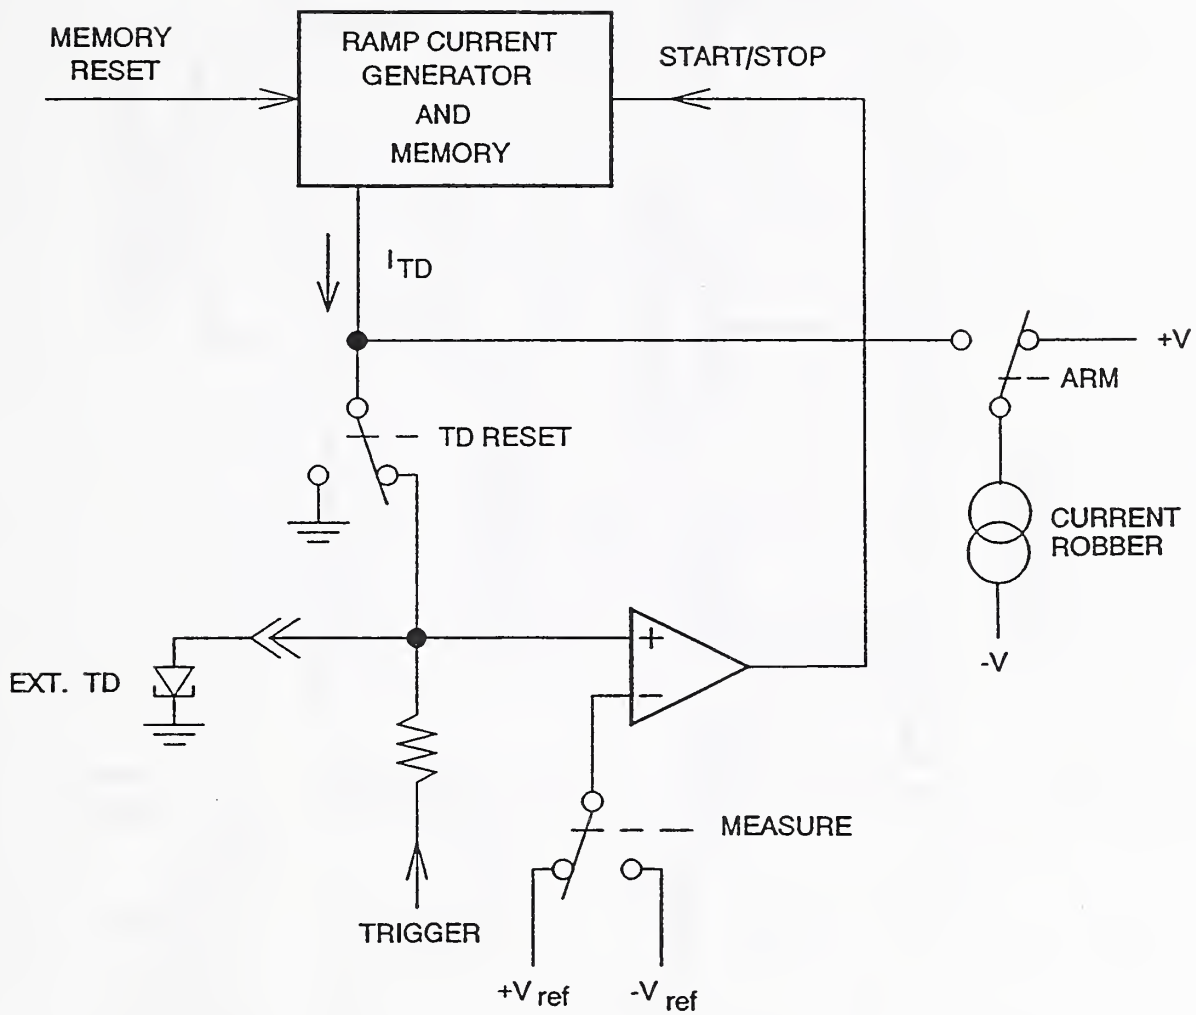 MEMORY
RESET
RAMP CURRENT
GENERATOR
AND
MEMORY
START/STOP
I TD
+V
ARM
TD RESET
CURRENT
ROBBER
-V
EXT. TD
+
−
MEASURE
TRIGGER
+V ref
-V ref